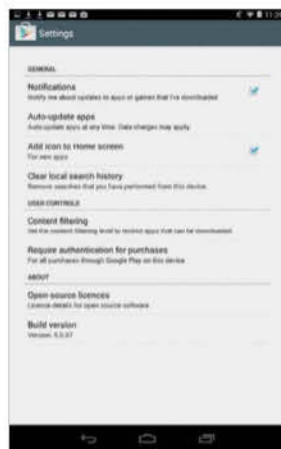 Settings
GENERAL
Notifications
Notify me about updates to apps or games that I've downloaded
Auto-update apps
Auto-update apps at any time. Data charges may apply.
Add icon to Home screen
For new apps
Clear local search history
Remove searches that you have performed from this device.
USER CONTROLS
Content filtering
Set the content filtering level to restrict apps that can be downloaded.
Require authentication for purchases
For all purchases through Google Play on this device
ABOUT
Open source licences
Licence details for open source software
Build version